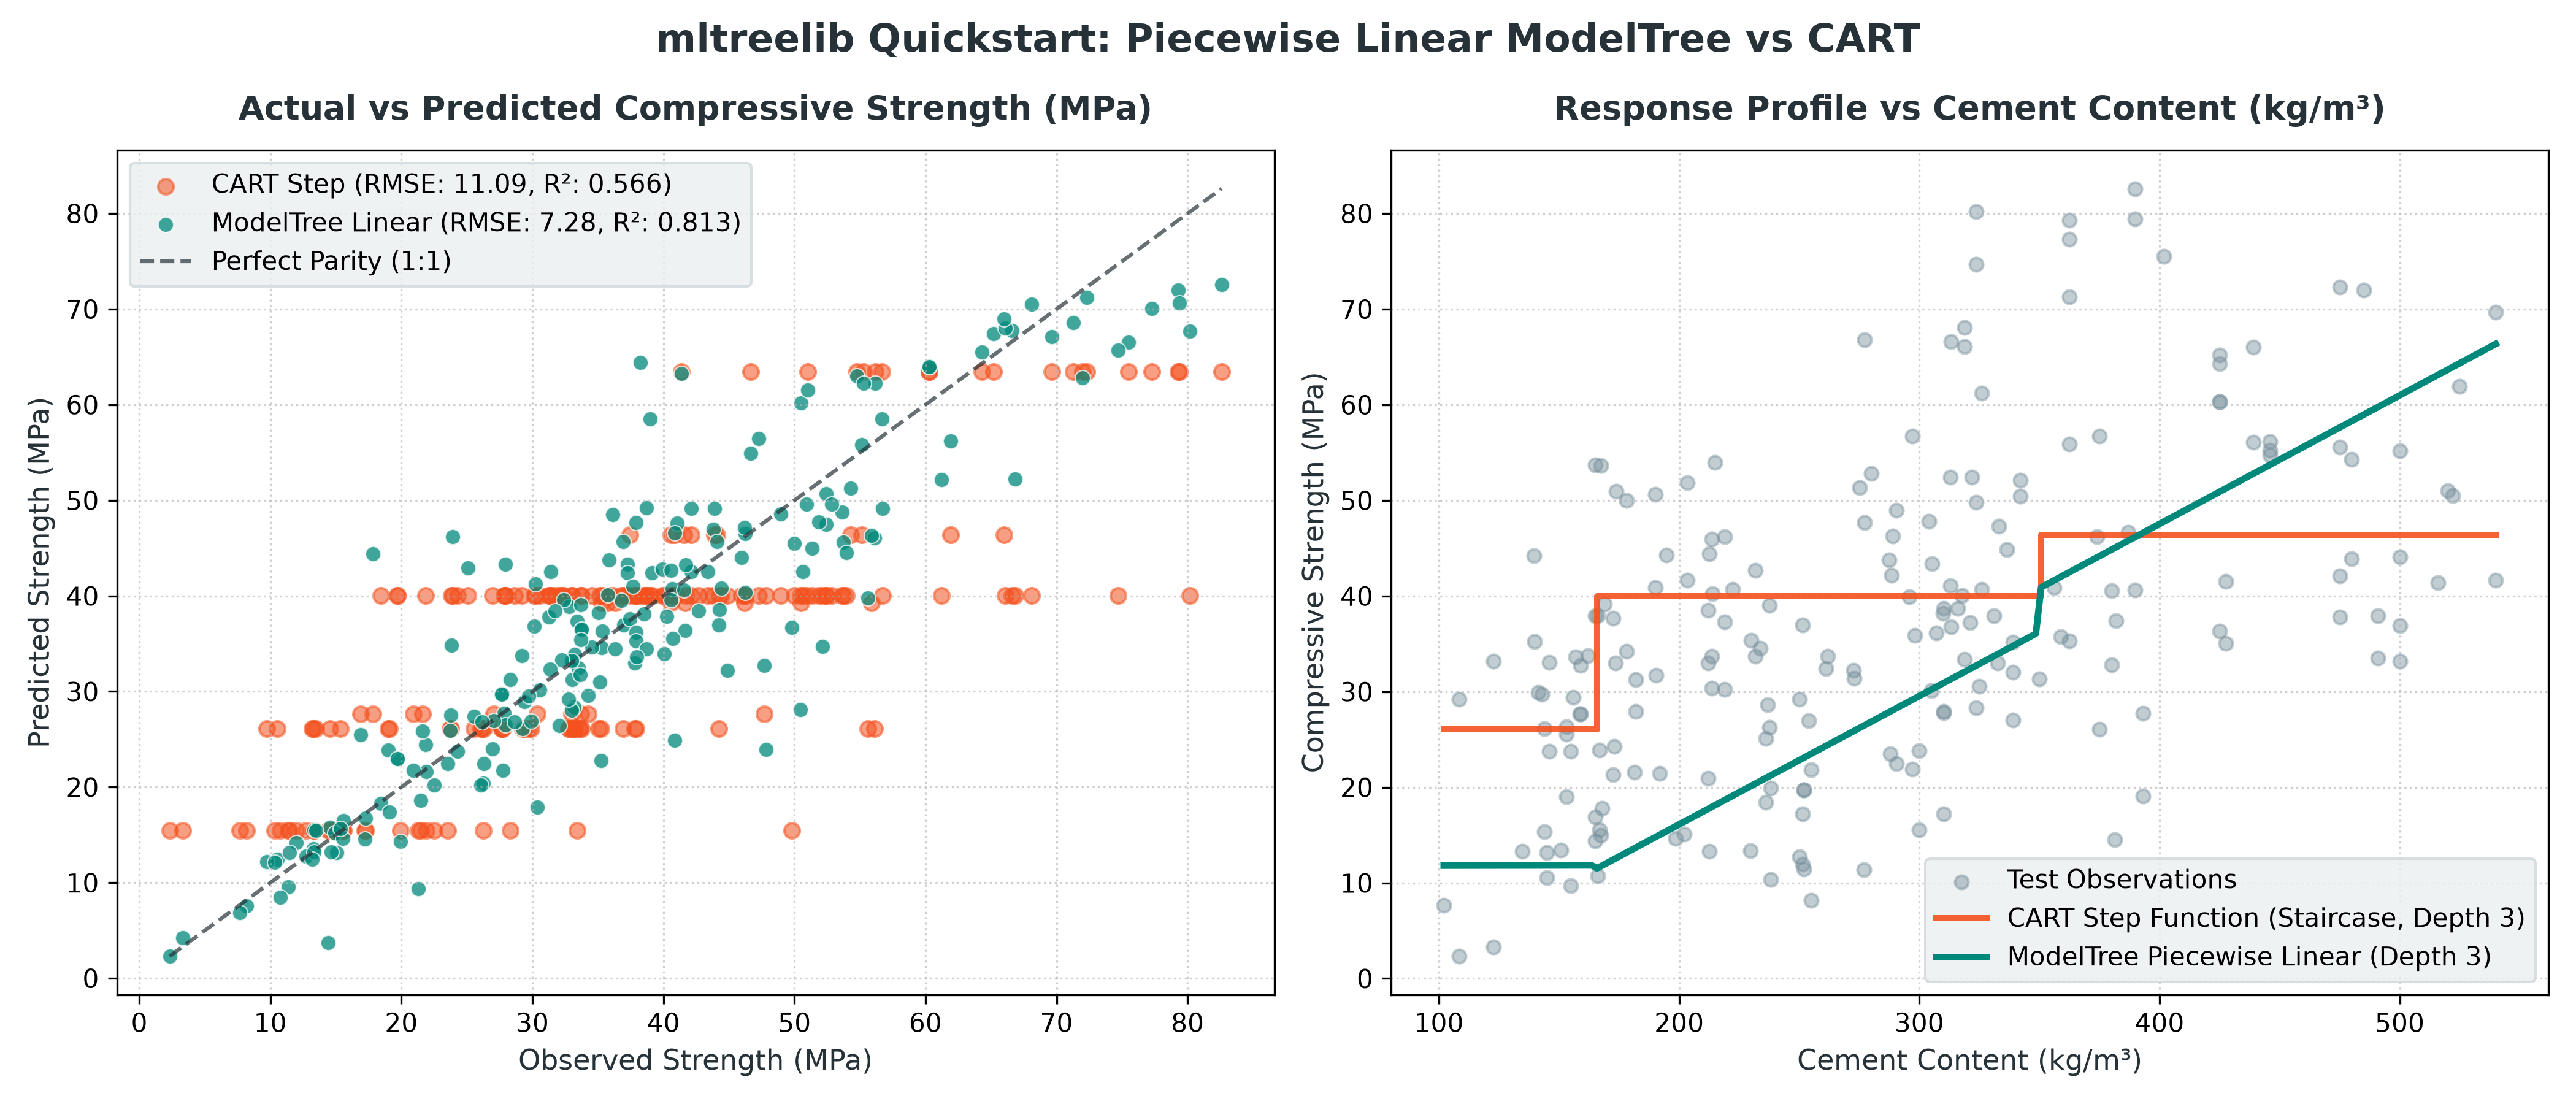 mltreelib Quickstart: Piecewise Linear ModelTree vs CART
Actual vs Predicted Compressive Strength (MPa)
CART Step (RMSE: 11.09, R²: 0.566)
ModelTree Linear (RMSE: 7.28, R²: 0.813)
Perfect Parity (1:1)
Predicted Strength (MPa)
80
70
60
50
40
30
20
10
0
0 10 20 30 40 50 60 70 80
Observed Strength (MPa)
Response Profile vs Cement Content (kg/m³)
Compressive Strength (MPa)
80
70
60
50
40
30
20
10
0
Test Observations
CART Step Function (Staircase, Depth 3)
ModelTree Piecewise Linear (Depth 3)
100 200 300 400 500
Cement Content (kg/m³)